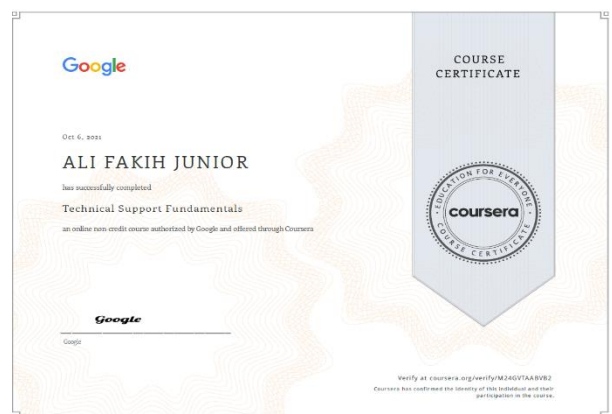 Google
COURSE
CERTIFICATE
Oct 6, 2021
ALI FAKIH JUNIOR
has successfully completed
Technical Support Fundamentals
an online non-credit course authorized by Google and offered through Coursera
EDUCATION FOR EVERYONE
coursera
COURSE CERTIFICATE
Google
Google
Verify at coursera.org/verify/M24GVTAABVB2
Coursera has confirmed the identity of this individual and their
participation in the course.